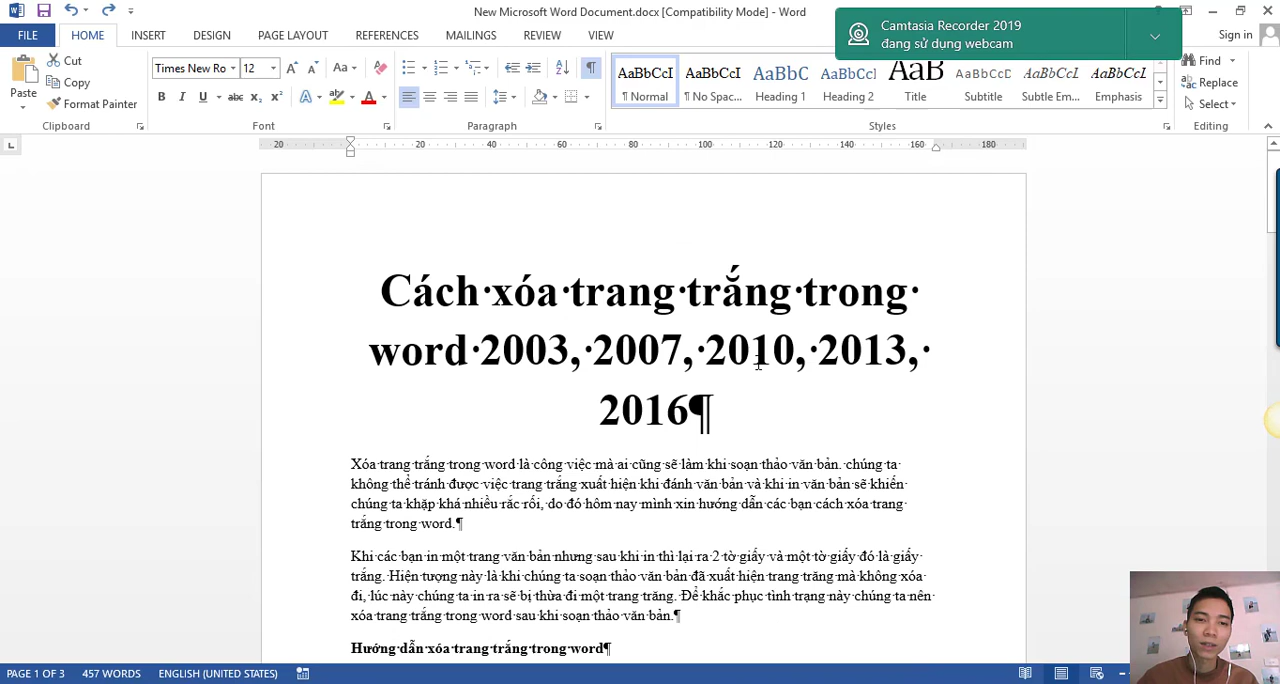 New Microsoft Word Document.docx [Compatibility Mode] - Word
Camtasia Recorder 2019
đang sử dụng webcam
FILE HOME INSERT DESIGN PAGE LAYOUT REFERENCES MAILINGS REVIEW VIEW Sign in
Paste
Cut
Copy
Format Painter
Clipboard
Times New Ro 12
Font
Paragraph
AaBbCcI AaBbCcI AaBbC AaBbCcI AaB AaBbCcD AaBbCcI AaBbCcI
¶ Normal ¶ No Spac... Heading 1 Heading 2 Title Subtitle Subtle Em... Emphasis
Styles
Find
Replace
Select
Editing
20 20 40 60 80 100 120 140 160 180
Cách·xóa·trang·trắng·trong·
word·2003,·2007,·2010,·2013,·
2016¶
Xóa·trang·trắng·trong·word·là·công·việc·mà·ai·cũng·sẽ·làm·khi·soạn·thảo·văn·bản.·chúng·ta·
không·thể·tránh·được·việc·trang·trắng·xuất·hiện·khi·đánh·văn·bản·và·khi·in·văn·bản·sẽ·khiến·
chúng·ta·khặp·khá·nhiều·rắc·rối,·do·đó·hôm·nay·mình·xin·hướng·dẫn·các·bạn·cách·xóa·trang·
trắng·trong·word.¶
Khi·các·bạn·in·một·trang·văn·bản·nhưng·sau·khi·in·thì·lại·ra·2·tờ·giấy·và·một·tờ·giấy·đó·là·giấy·
trắng.·Hiện·tượng·này·là·khi·chúng·ta·soạn·thảo·văn·bản·đã·xuất·hiện·trang·trăng·mà·không·xóa·
đi,·lúc·này·chúng·ta·in·ra·sẽ·bị·thừa·đi·một·trang·trăng.·Để·khắc·phục·tình·trạng·này·chúng·ta·nên·
xóa·trang·trắng·trong·word·sau·khi·soạn·thảo·văn·bản.¶
Hướng·dẫn·xóa·trang·trắng·trong·word¶
PAGE 1 OF 3 457 WORDS ENGLISH (UNITED STATES)